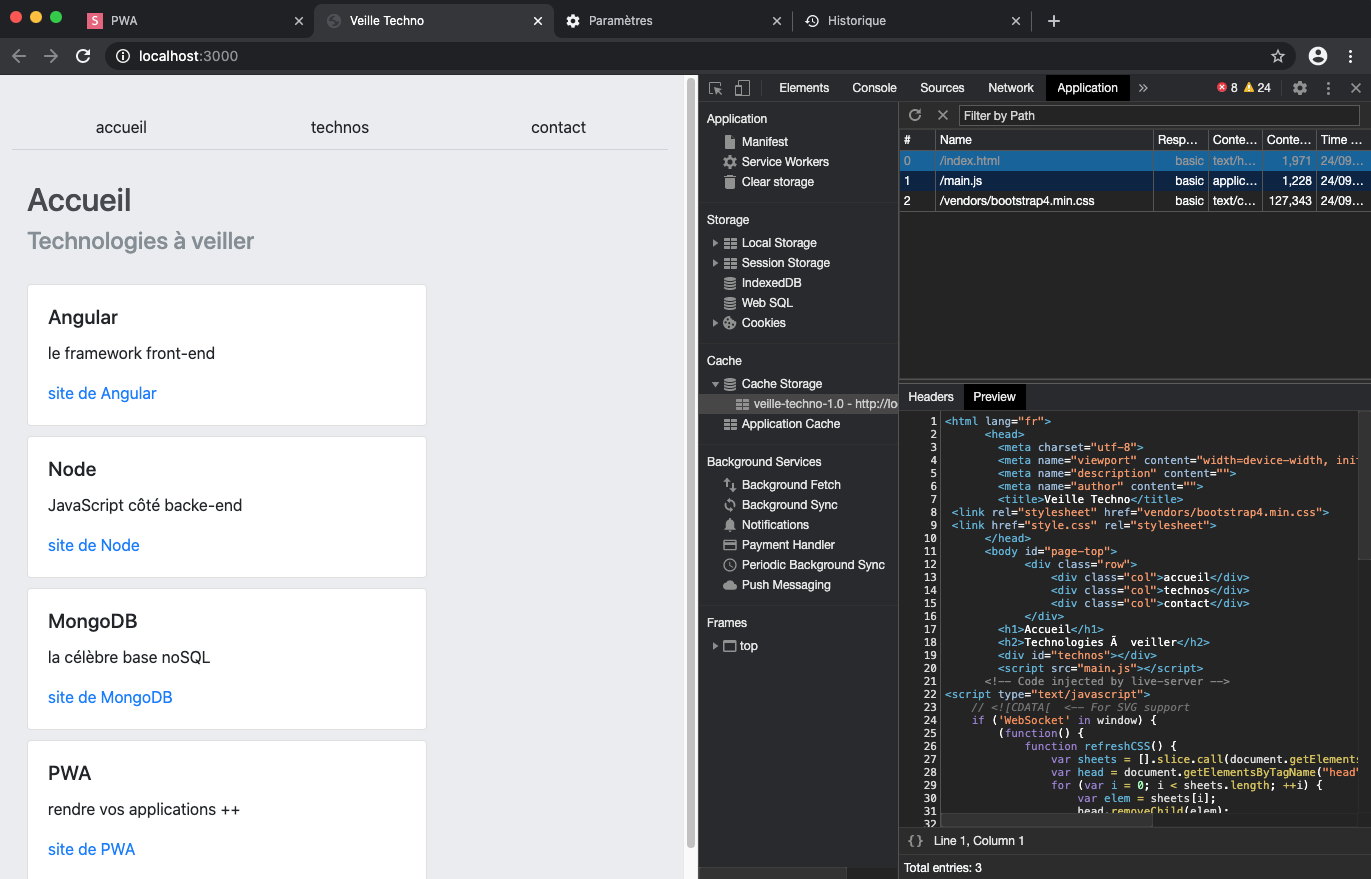 S PWA
Veille Techno
Paramètres
Historique
localhost:3000
accueil technos contact
Accueil
Technologies à veiller
Angular
le framework front-end
site de Angular
Node
JavaScript côté backe-end
site de Node
MongoDB
la célèbre base noSQL
site de MongoDB
PWA
rendre vos applications ++
site de PWA
Elements Console Sources Network Application » 8 24
Application
Manifest
Service Workers
Clear storage
Storage
Local Storage
Session Storage
IndexedDB
Web SQL
Cookies
Cache
Cache Storage
veille-techno-1.0 - http://lo
Application Cache
Background Services
Background Fetch
Background Sync
Notifications
Payment Handler
Periodic Background Sync
Push Messaging
Frames
top
Filter by Path
# Name Resp… Conte… Conte… Time …
0 /index.html basic text/h… 1,971 24/09…
1 /main.js basic applic… 1,228 24/09…
2 /vendors/bootstrap4.min.css basic text/c… 127,343 24/09…
Headers Preview
1 <html lang="fr">
2 <head>
3 <meta charset="utf-8">
4 <meta name="viewport" content="width=device-width, init
5 <meta name="description" content="">
6 <meta name="author" content="">
7 <title>Veille Techno</title>
8 <link rel="stylesheet" href="vendors/bootstrap4.min.css">
9 <link href="style.css" rel="stylesheet">
10 </head>
11 <body id="page-top">
12 <div class="row">
13 <div class="col">accueil</div>
14 <div class="col">technos</div>
15 <div class="col">contact</div>
16 </div>
17 <h1>Accueil</h1>
18 <h2>Technologies Ã  veiller</h2>
19 <div id="technos"></div>
20 <script src="main.js"></script>
21 <!-- Code injected by live-server -->
22 <script type="text/javascript">
23 // <![CDATA[ <-- For SVG support
24 if ('WebSocket' in window) {
25 (function() {
26 function refreshCSS() {
27 var sheets = [].slice.call(document.getElements
28 var head = document.getElementsByTagName("head"
29 for (var i = 0; i < sheets.length; ++i) {
30 var elem = sheets[i];
31 head.removeChild(elem);
32
{} Line 1, Column 1
Total entries: 3